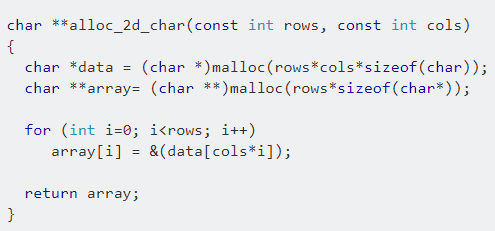 char **alloc_2d_char(const int rows, const int cols)
{
  char *data = (char *)malloc(rows*cols*sizeof(char));
  char **array= (char **)malloc(rows*sizeof(char*));
  for (int i=0; i<rows; i++)
     array[i] = &(data[cols*i]);
  return array;
}